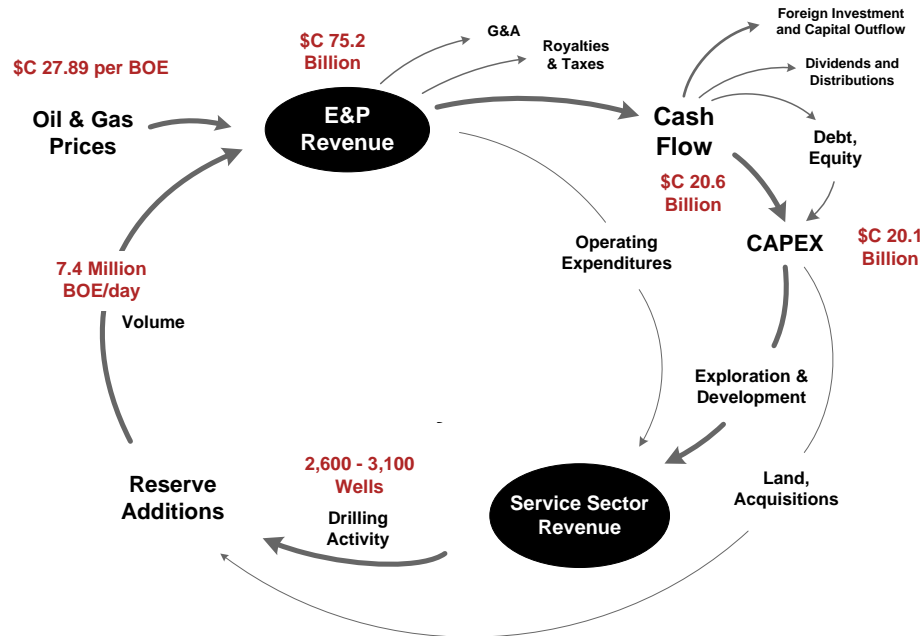 Foreign Investment
and Capital Outflow
G&A
$C 75.2
Billion
Royalties
& Taxes
$C 27.89 per BOE
Dividends and
Distributions
Oil & Gas
Prices
E&P
Revenue
Cash
Flow
Debt,
Equity
$C 20.6
Billion
CAPEX
$C 20.1
Billion
Operating
Expenditures
7.4 Million
BOE/day
Volume
Exploration &
Development
2,600 - 3,100
Wells
Reserve
Additions
Drilling
Activity
Service Sector
Revenue
Land,
Acquisitions